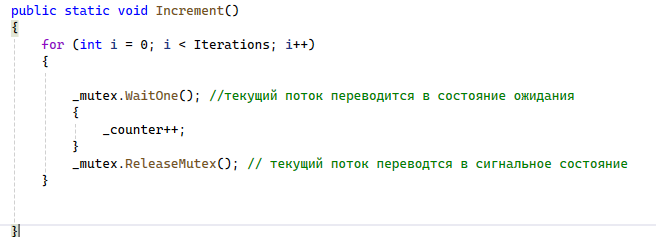 public static void Increment()
{
for (int i = 0; i < Iterations; i++)
{
_mutex.WaitOne(); //текущий поток переводится в состояние ожидания
{
_counter++;
}
_mutex.ReleaseMutex(); // текущий поток переводтся в сигнальное состояние
}
}